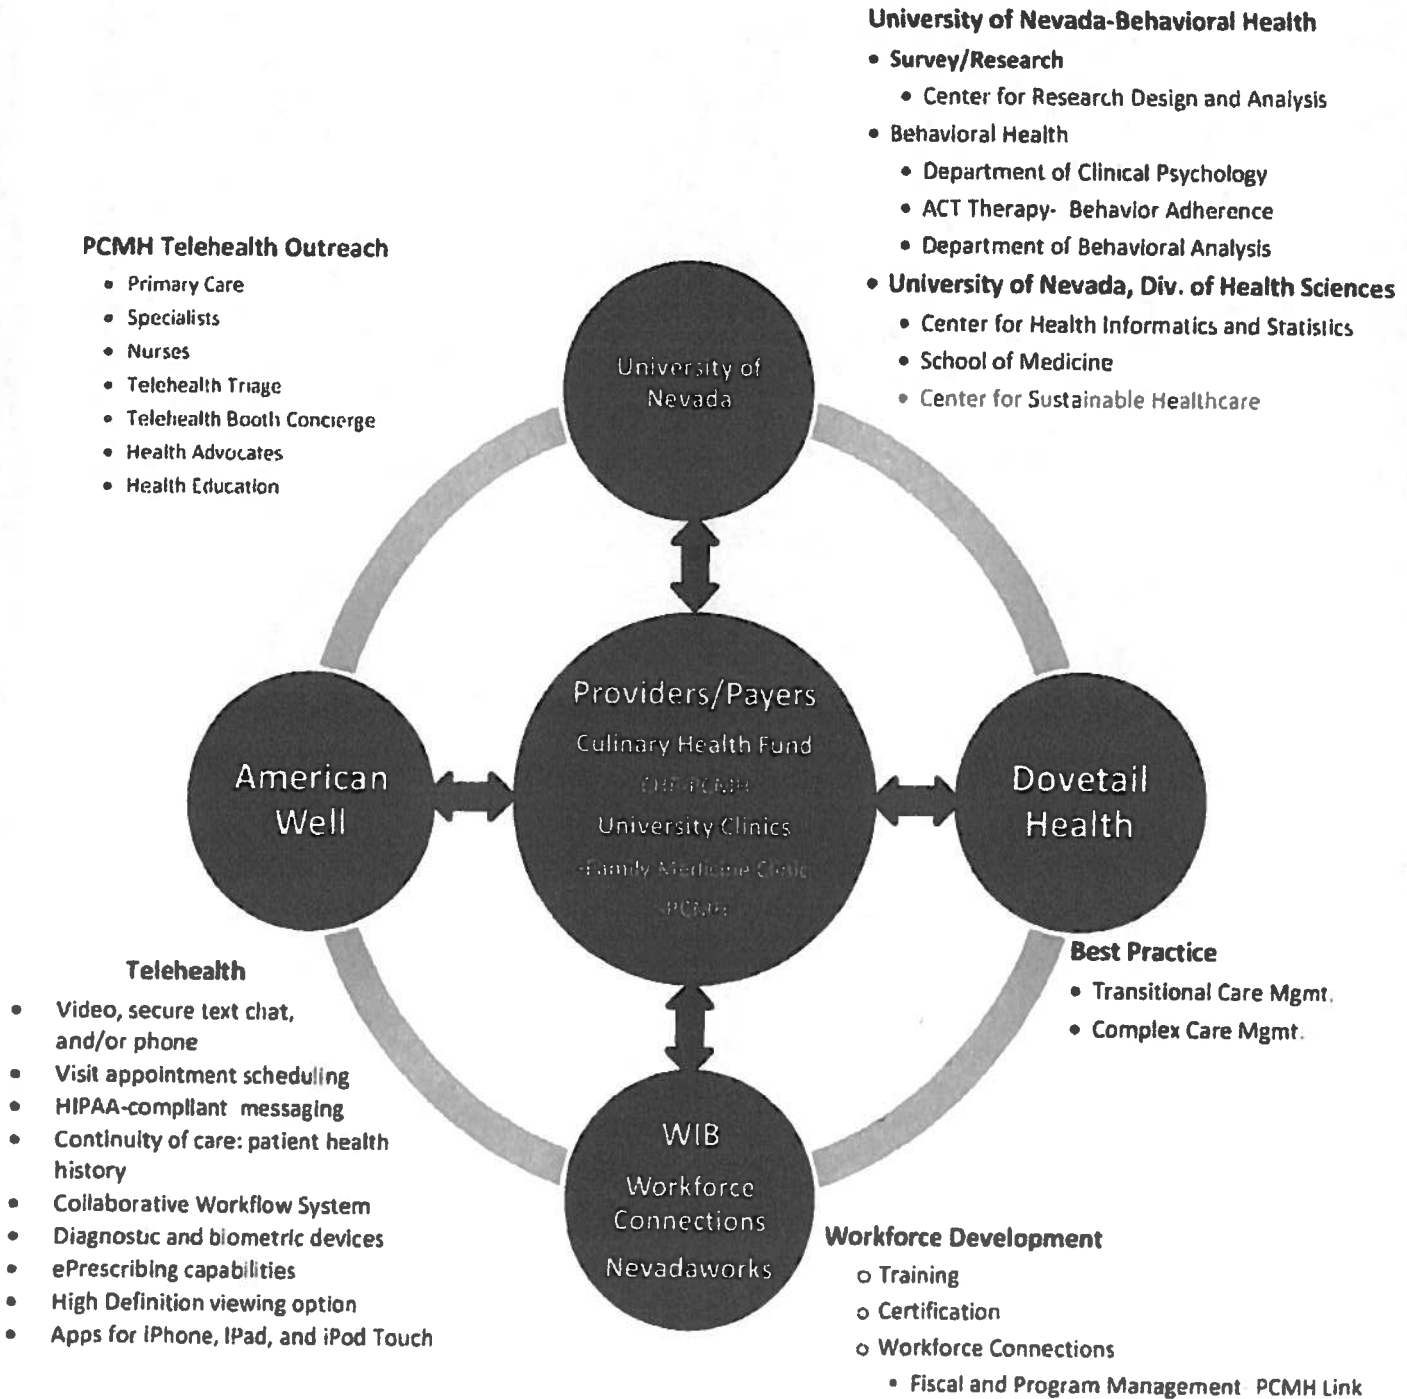 University of Nevada-Behavioral Health
• Survey/Research
• Center for Research Design and Analysis
• Behavioral Health
• Department of Clinical Psychology
• ACT Therapy- Behavior Adherence
• Department of Behavioral Analysis
• University of Nevada, Div. of Health Sciences
• Center for Health Informatics and Statistics
• School of Medicine
• Center for Sustainable Healthcare
PCMH Telehealth Outreach
• Primary Care
• Specialists
• Nurses
• Telehealth Triage
• Telehealth Booth Concierge
• Health Advocates
• Health Education
University of
Nevada
Providers/Payers
Culinary Health Fund
CHF-PCMH
University Clinics
-Family Medicine Clinic
-PCMH
American
Well
Dovetail
Health
Telehealth
• Video, secure text chat,
and/or phone
• Visit appointment scheduling
• HIPAA-compliant messaging
• Continuity of care: patient health
history
• Collaborative Workflow System
• Diagnostic and biometric devices
• ePrescribing capabilities
• High Definition viewing option
• Apps for iPhone, IPad, and iPod Touch
Best Practice
• Transitional Care Mgmt.
• Complex Care Mgmt.
WIB
Workforce
Connections
Nevadaworks
Workforce Development
o Training
o Certification
o Workforce Connections
• Fiscal and Program Management PCMH Link